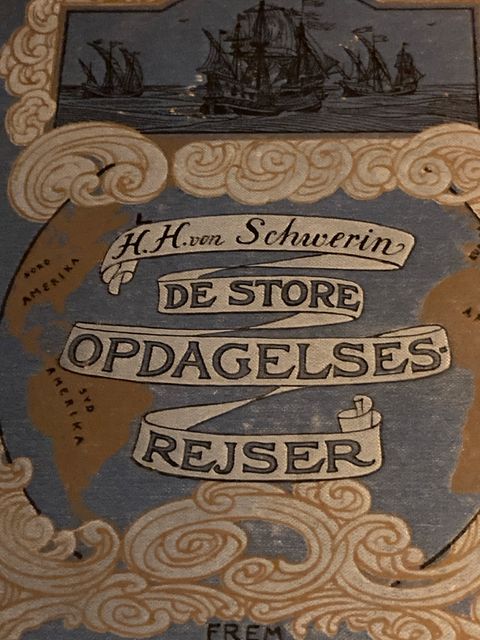 H. H. von Schwerin
DE STORE
OPDAGELSES-
REJSER
NORD
AMERIKA
SYD
AMERIKA
FREM